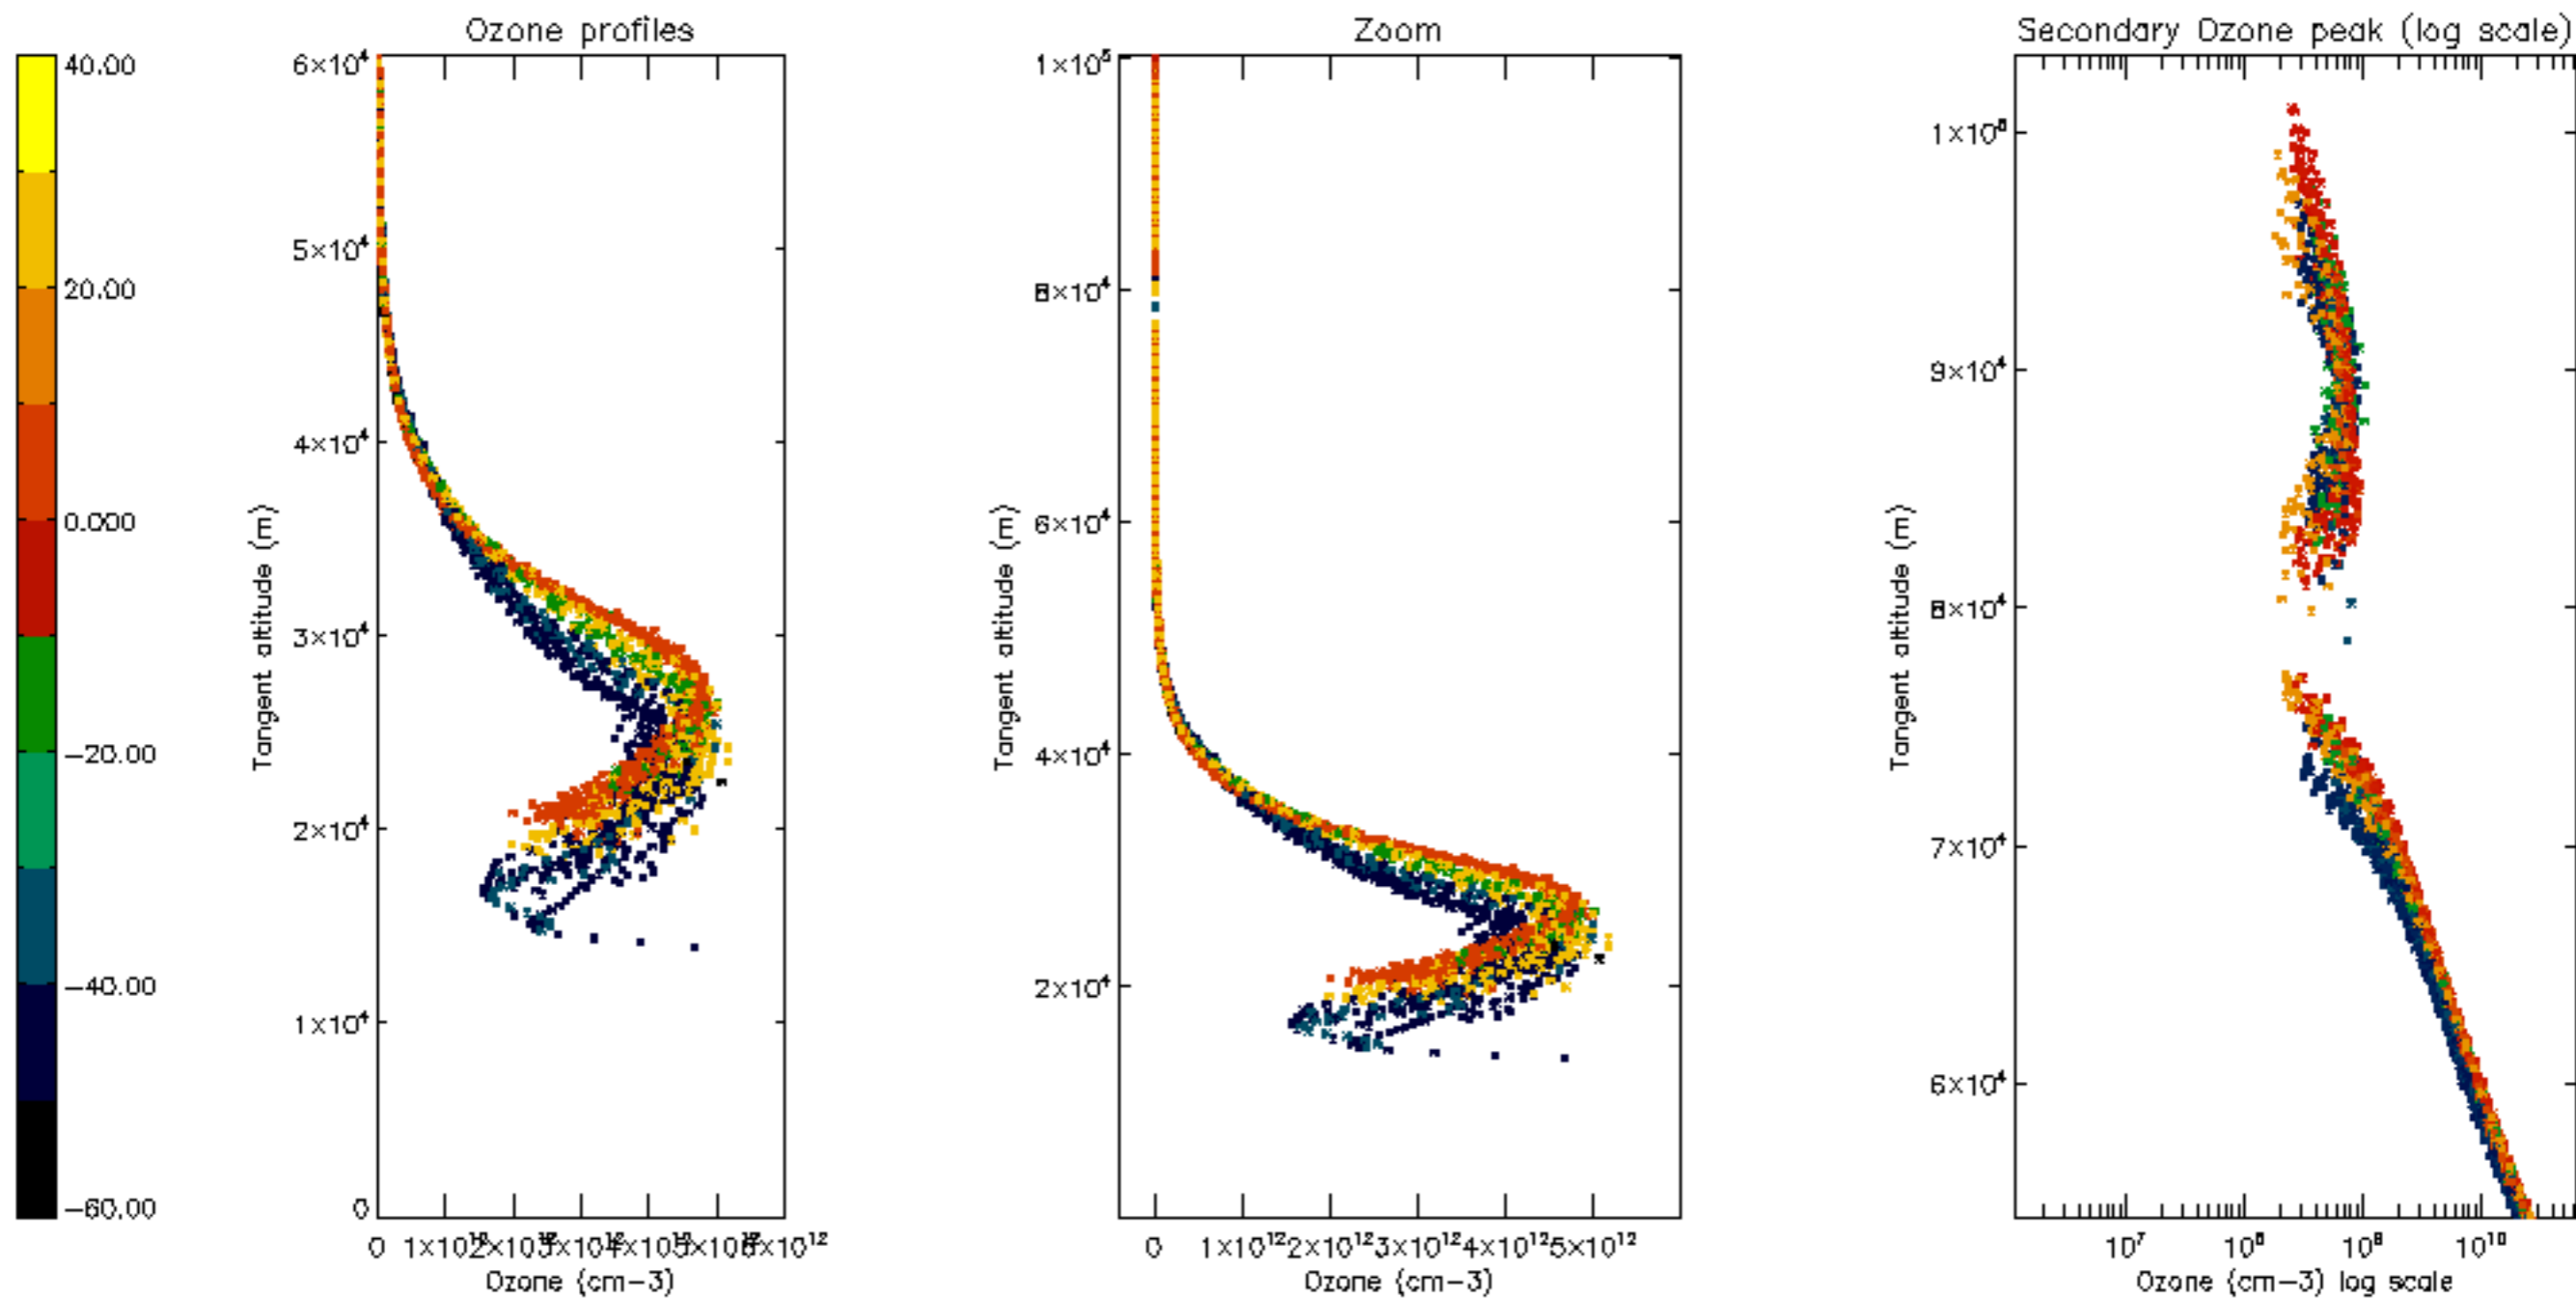 Ozone profiles
Zoom
Secondary Ozone peak (log scale)
40.00
20.00
0.000
−20.00
−40.00
−60.00
Tangent altitude (m)
6×10⁴
5×10⁴
4×10⁴
3×10⁴
2×10⁴
1×10⁴
0
0
Ozone (cm−3)
Tangent altitude (m)
1×10⁵
8×10⁴
6×10⁴
4×10⁴
2×10⁴
0 1×10¹² 2×10¹² 3×10¹² 4×10¹² 5×10¹²
Ozone (cm−3)
Tangent altitude (m)
9×10⁴
8×10⁴
7×10⁴
6×10⁴
10⁷ 10⁸ 10⁹ 10¹⁰
Ozone (cm−3) log scale